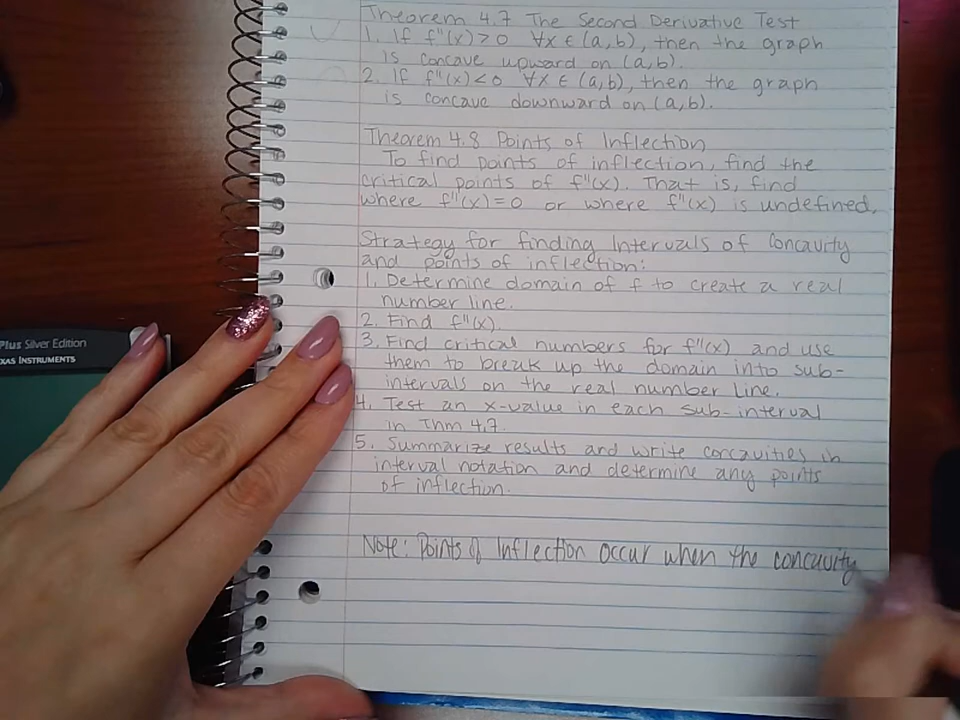 Theorem 4.7 The Second Derivative Test
1. If f"(x)>0 ∀x ∈ (a,b), then the graph
is concave upward on (a,b).
2. If f"(x)<0 ∀x ∈ (a,b), then the graph
is concave downward on (a,b).
Theorem 4.8 Points of Inflection
To find points of inflection, find the
critical points of f"(x). That is, find
where f"(x)=0 or where f"(x) is undefined.
Strategy for finding Intervals of Concavity
and points of inflection:
1. Determine domain of f to create a real
number line.
2. Find f"(x).
3. Find critical numbers for f"(x) and use
them to break up the domain into sub-
intervals on the real number line.
4. Test an x-value in each sub-interval
in Thm 4.7.
5. Summarize results and write concavities in
interval notation and determine any points
of inflection.
Note: Points of Inflection occur when the concavity
Plus Silver Edition
XAS INSTRUMENTS